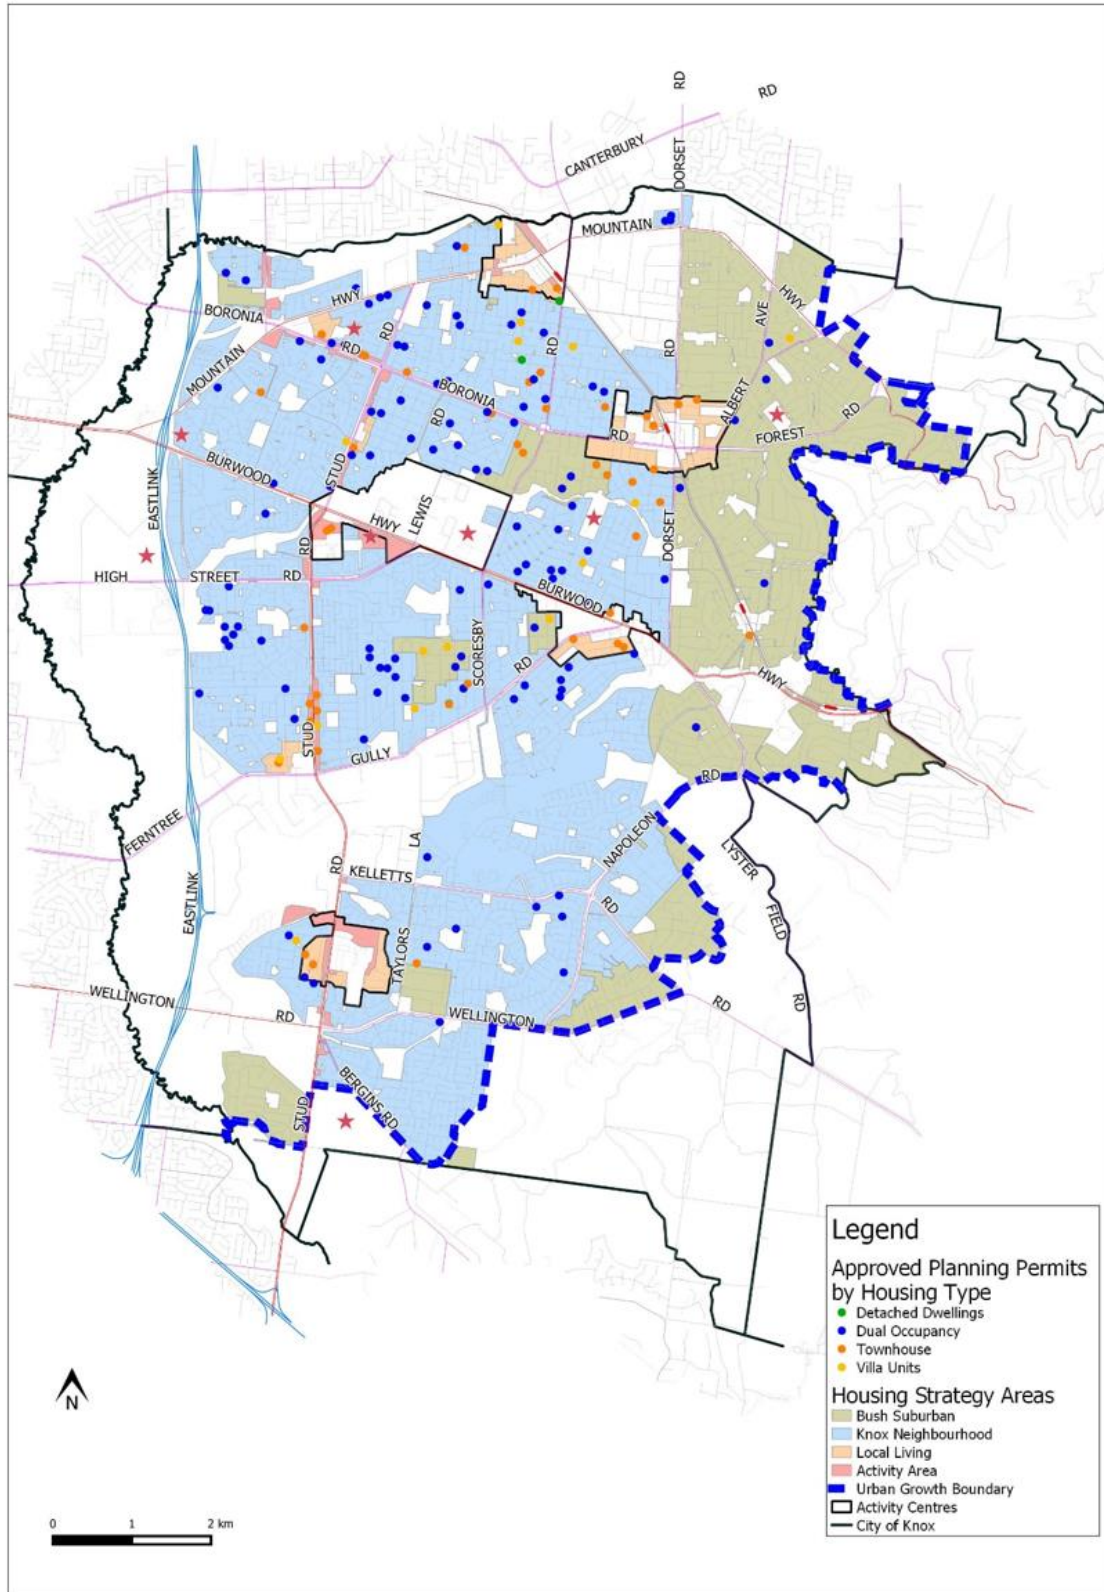 RD
RD
CANTERBURY
DORSET
MOUNTAIN
HWY
HWY
BORONIA
RD
RD
AVE
MOUNTAIN
RD
RD
BORONIA
ALBERT
RD
RD
FOREST
RD
BURWOOD
STUD
EASTLINK
LEWIS
HWY
DORSET
RD
HIGH
STREET
RD
BURWOOD
SCORESBY
RD
HWY
STUD
GULLY
RD
FERNTREE
NAPOLEON
LA
LYSTER
RD
KELLETTS
EASTLINK
RD
FIELD
TAYLORS
WELLINGTON
RD
WELLINGTON
RD
RD
BERGINS RD
STUD
Legend
Approved Planning Permits
by Housing Type
Detached Dwellings
Dual Occupancy
Townhouse
Villa Units
Housing Strategy Areas
Bush Suburban
Knox Neighbourhood
Local Living
Activity Area
Urban Growth Boundary
Activity Centres
City of Knox
N
0 1 2 km